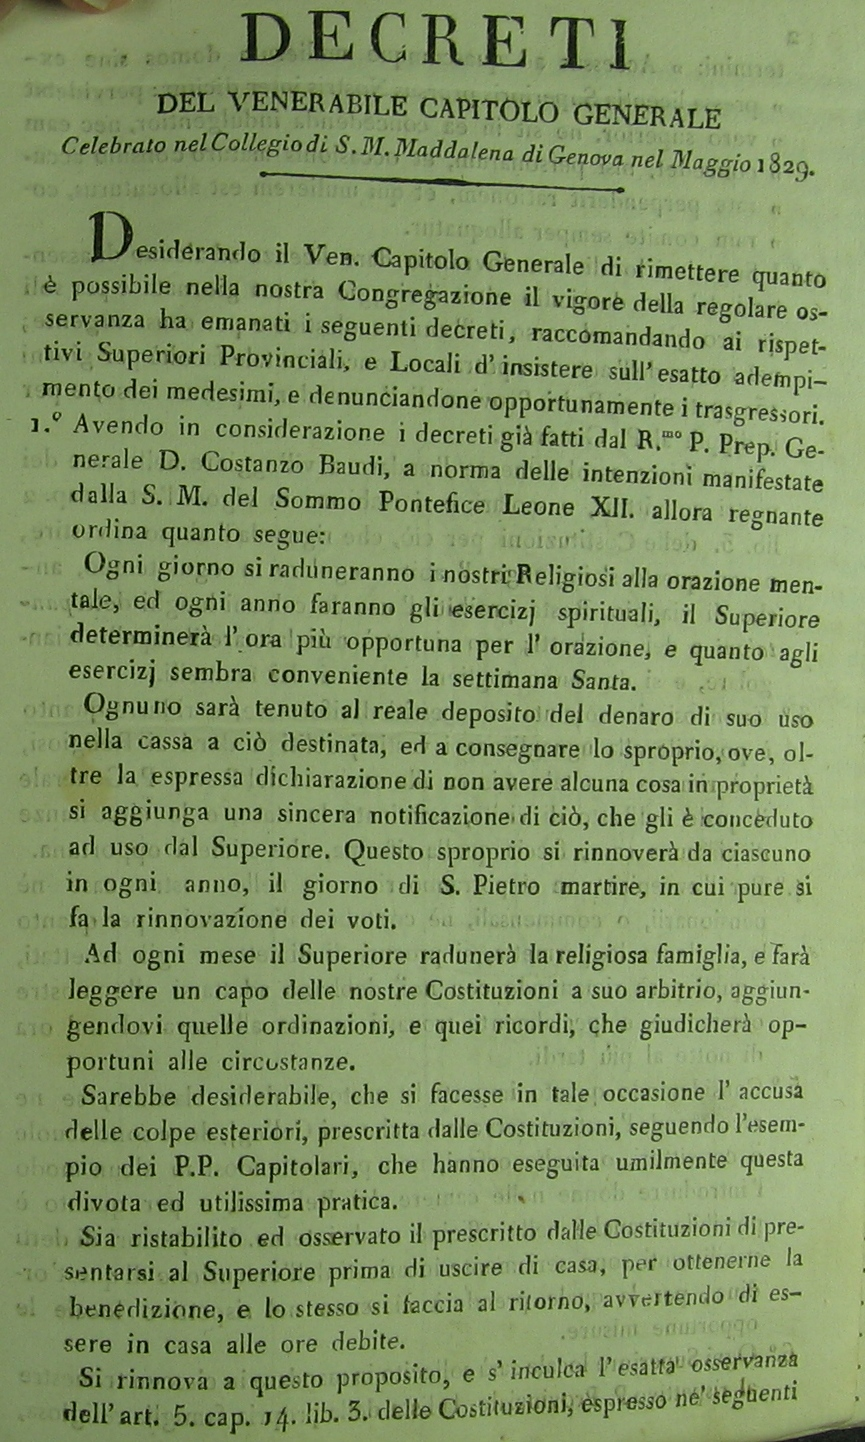 DECRETI
DEL VENERABILE CAPITOLO GENERALE
Celebrato nel Collegio di S. M. Maddalena di Genova nel Maggio 1829.
Desiderando il Ven. Capitolo Generale di rimettere quanto
è possibile nella nostra Congregazione il vigore della regolare os-
servanza ha emanati i seguenti decreti, raccomandando ai rispet-
tivi Superiori Provinciali, e Locali d' insistere sull' esatto adempi-
mento dei medesimi, e denunciandone opportunamente i trasgressori.
1.º Avendo in considerazione i decreti già fatti dal R.mo P. Prep. Ge-
nerale D. Costanzo Baudi, a norma delle intenzioni manifestate
dalla S. M. del Sommo Pontefice Leone XII. allora regnante
ordina quanto segue:
Ogni giorno si raduneranno i nostri Religiosi alla orazione men-
tale, ed ogni anno faranno gli esercizj spirituali, il Superiore
determinerà l' ora più opportuna per l' orazione, e quanto agli
esercizj sembra conveniente la settimana Santa.
Ognuno sarà tenuto al reale deposito del denaro di suo uso
nella cassa a ciò destinata, ed a consegnare lo sproprio, ove, ol-
tre la espressa dichiarazione di non avere alcuna cosa in proprietà
si aggiunga una sincera notificazione di ciò, che gli è conceduto
ad uso dal Superiore. Questo sproprio si rinnoverà da ciascuno
in ogni anno, il giorno di S. Pietro martire, in cui pure si
fa la rinnovazione dei voti.
Ad ogni mese il Superiore radunerà la religiosa famiglia, e farà
leggere un capo delle nostre Costituzioni a suo arbitrio, aggiun-
gendovi quelle ordinazioni, e quei ricordi, che giudicherà op-
portuni alle circostanze.
Sarebbe desiderabile, che si facesse in tale occasione l' accusa
delle colpe esteriori, prescritta dalle Costituzioni, seguendo l'esem-
pio dei P.P. Capitolari, che hanno eseguita umilmente questa
divota ed utilissima pratica.
Sia ristabilito ed osservato il prescritto dalle Costituzioni di pre-
sentarsi al Superiore prima di uscire di casa, per ottenerne la
benedizione, e lo stesso si faccia al ritorno, avvertendo di es-
sere in casa alle ore debite.
Si rinnova a questo proposito, e s' inculca l' esatta osservanza
dell' art. 5. cap. 14. lib. 3. delle Costituzioni, espresso ne' seguenti